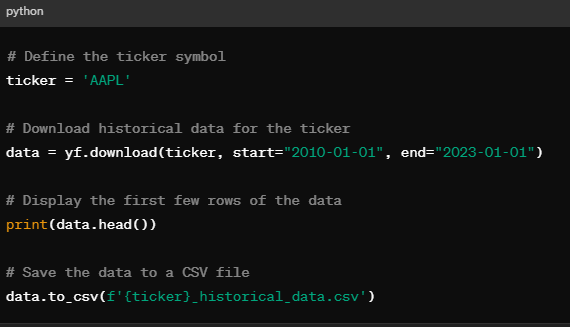 python
# Define the ticker symbol
ticker = 'AAPL'
# Download historical data for the ticker
data = yf.download(ticker, start="2010-01-01", end="2023-01-01")
# Display the first few rows of the data
print(data.head())
# Save the data to a CSV file
data.to_csv(f'{ticker}_historical_data.csv')